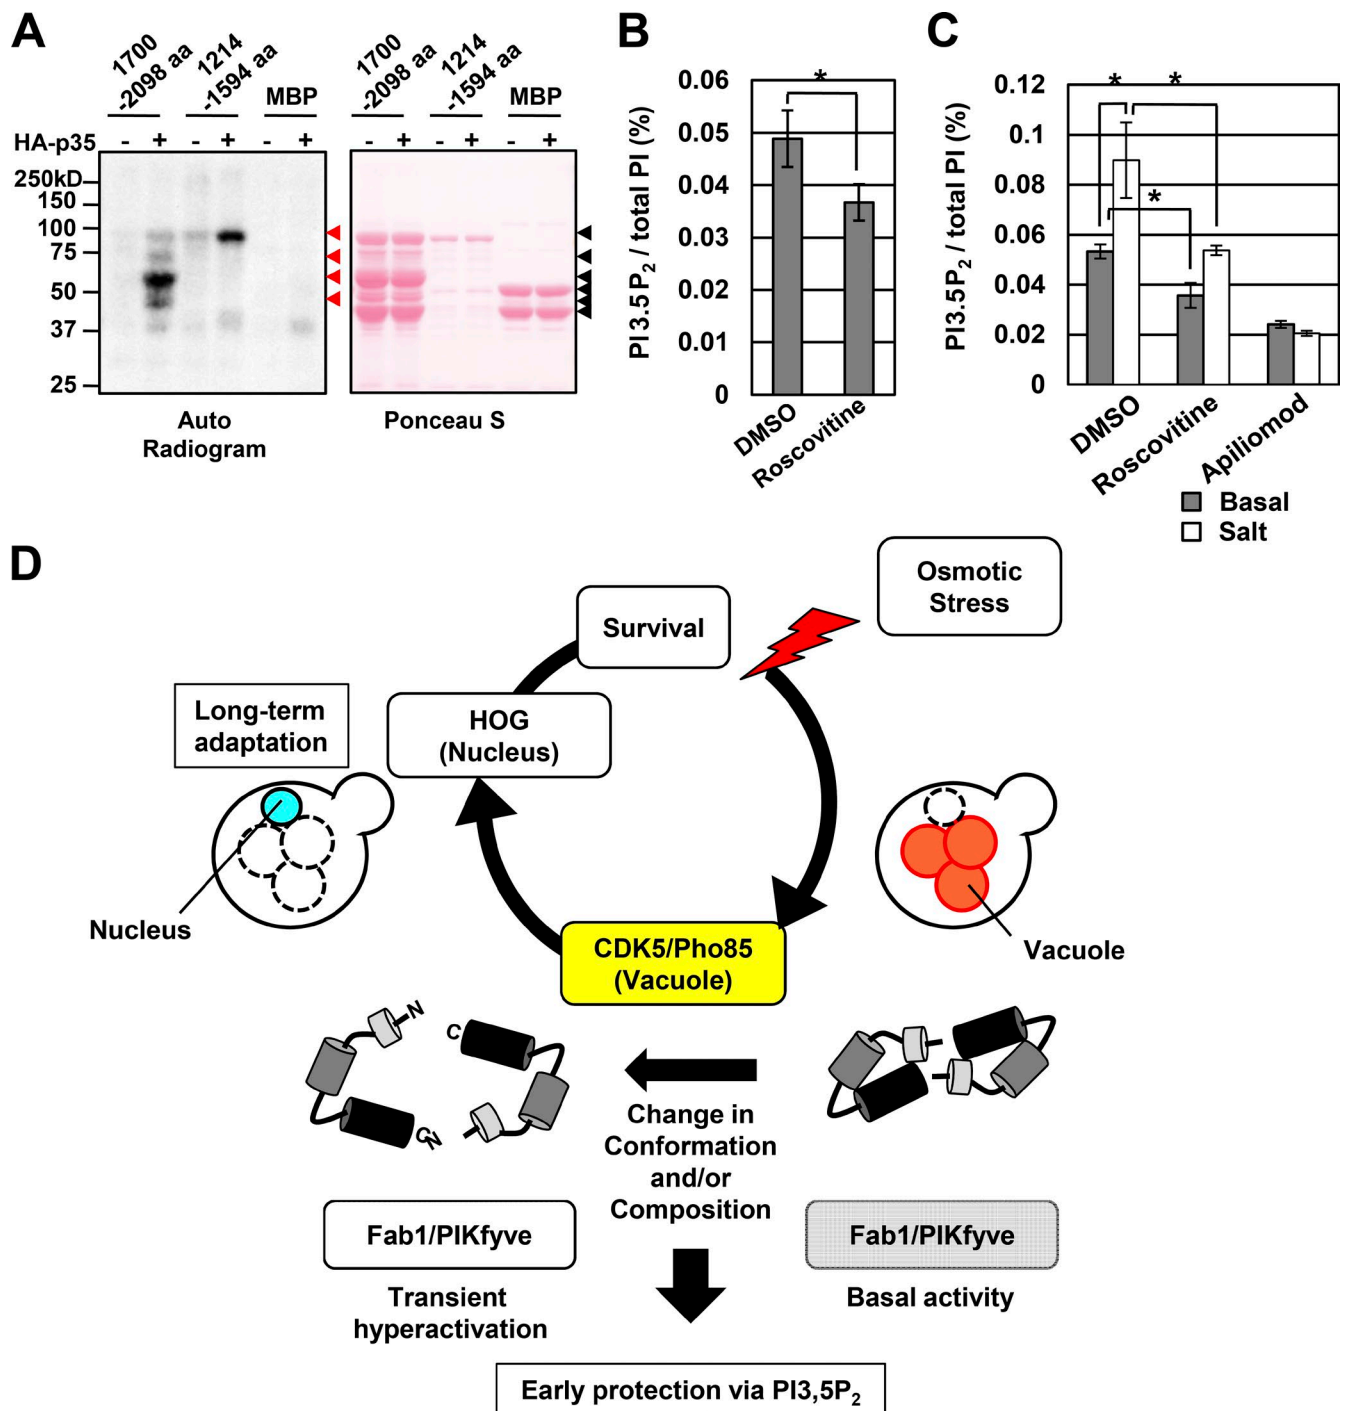 A
1700
-2098 aa
1214
-1594 aa
MBP
1700
-2098 aa
1214
-1594 aa
MBP
HA-p35
- + - + - +
- + - + - +
250kD
150
100
75
50
37
25
Auto
Radiogram
Ponceau S
B
PI3.5P2 / total PI (%)
0.06
0.05
0.04
0.03
0.02
0.01
0
*
DMSO
Roscovitine
C
PI3.5P2 / total PI (%)
0.12
0.1
0.08
0.06
0.04
0.02
0
* *
*
DMSO
Roscovitine
Apiliomod
Basal
Salt
D
Osmotic
Stress
Survival
Long-term
adaptation
HOG
(Nucleus)
Nucleus
Vacuole
CDK5/Pho85
(Vacuole)
N
C
C
N
Change in
Conformation
and/or
Composition
Fab1/PIKfyve
Fab1/PIKfyve
Transient
hyperactivation
Basal activity
Early protection via PI3,5P2